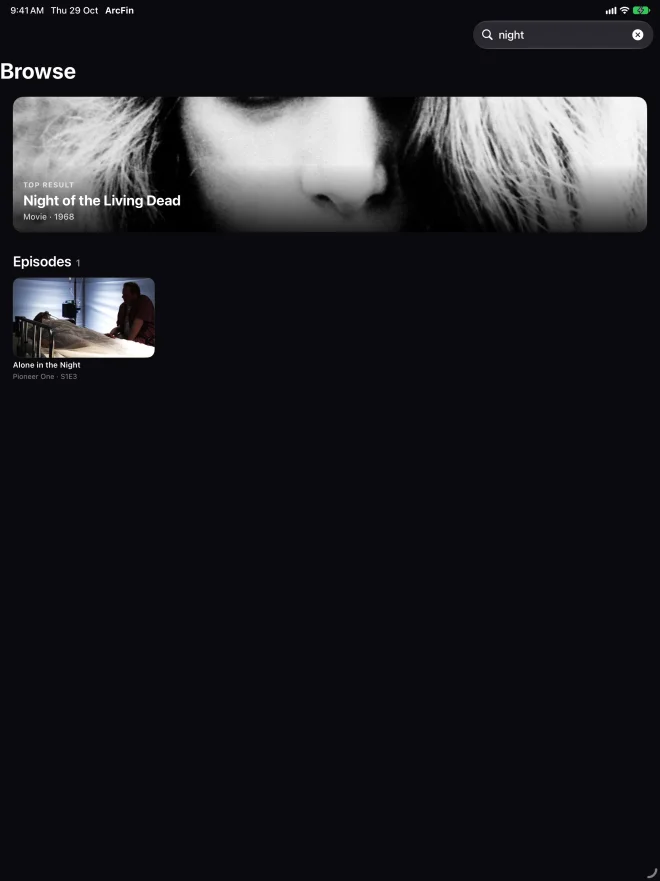 9:41 AM Thu 29 Oct ArcFin
night
Browse
TOP RESULT
Night of the Living Dead
Movie · 1968
Episodes 1
Alone in the Night
Pioneer One · S1E3